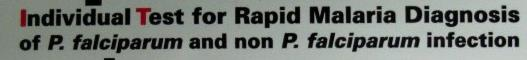 Individual Test for Rapid Malaria Diagnosis
of P. falciparum and non P. falciparum infection